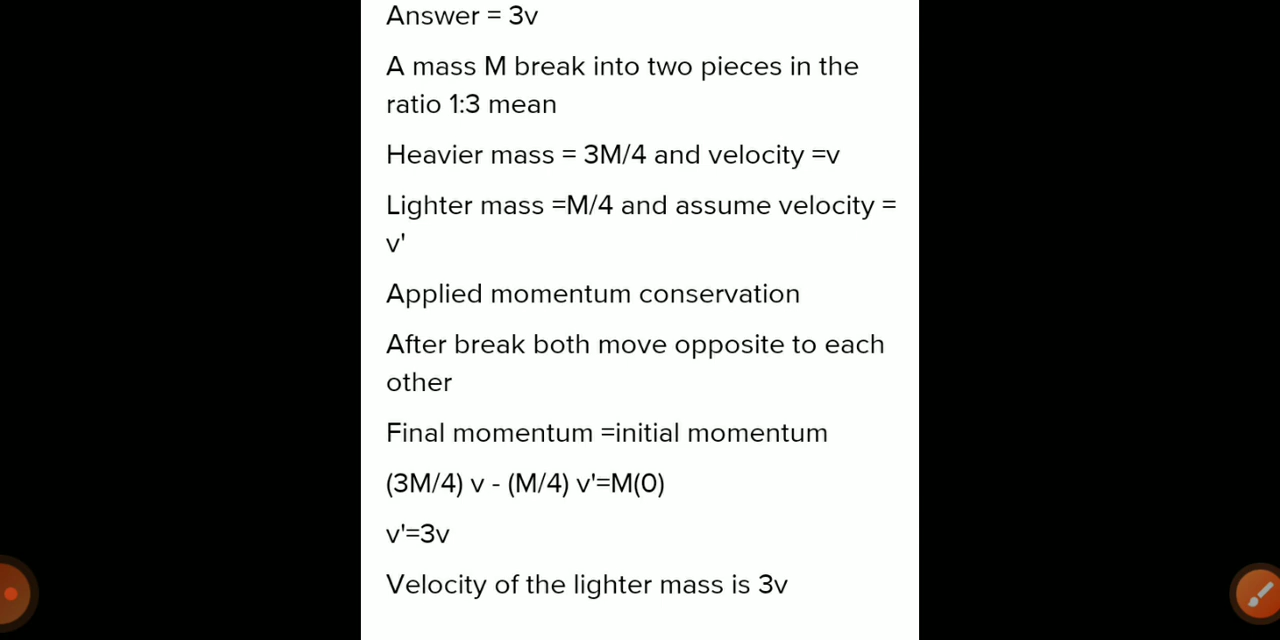 Answer = 3v
A mass M break into two pieces in the
ratio 1:3 mean
Heavier mass = 3M/4 and velocity =v
Lighter mass =M/4 and assume velocity =
v'
Applied momentum conservation
After break both move opposite to each
other
Final momentum =initial momentum
(3M/4) v - (M/4) v'=M(0)
v'=3v
Velocity of the lighter mass is 3v